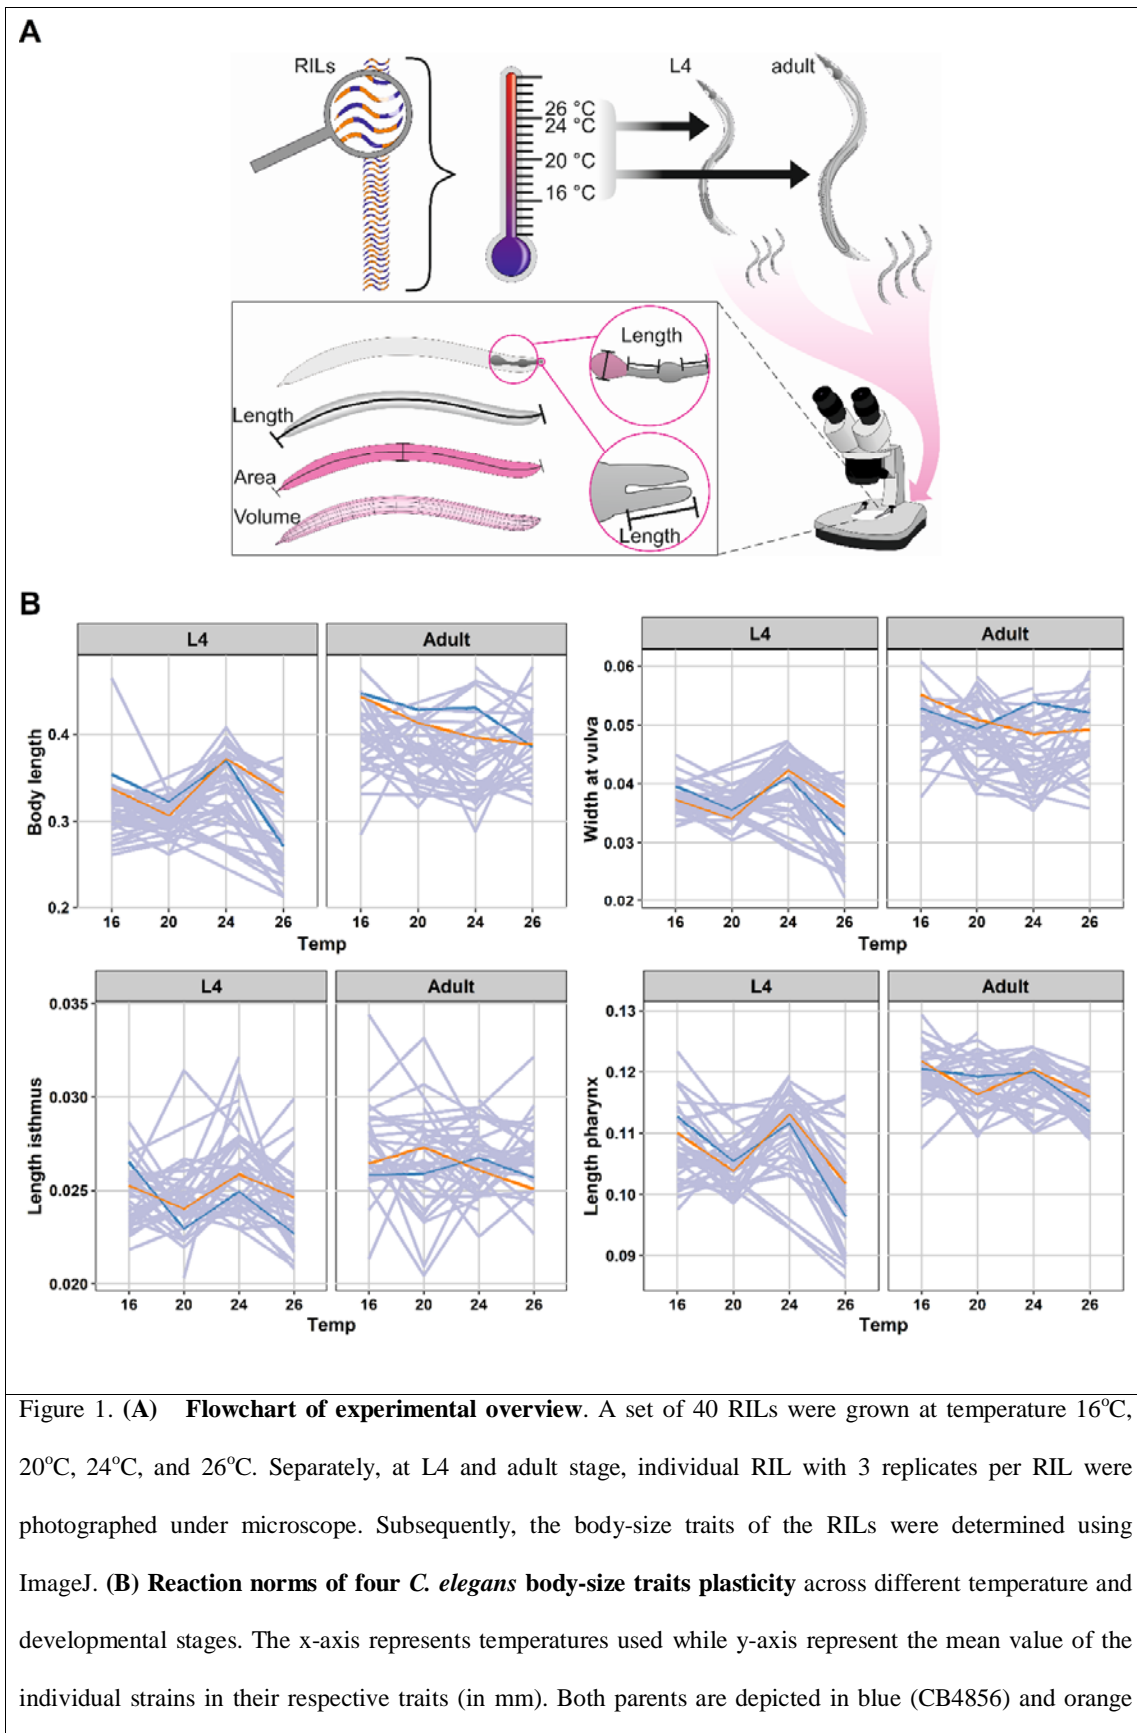 A
RILs
L4
adult
26 °C
24 °C
20 °C
16 °C
Length
Length
Area
Volume
Length
B
L4
Adult
Body length
0.4
0.3
0.2
16
20
24
26
16
20
24
26
Temp
L4
Adult
Width at vulva
0.06
0.05
0.04
0.03
0.02
16
20
24
26
16
20
24
26
Temp
L4
Adult
Length isthmus
0.035
0.030
0.025
0.020
16
20
24
26
16
20
24
26
Temp
L4
Adult
Length pharynx
0.13
0.12
0.11
0.10
0.09
16
20
24
26
16
20
24
26
Temp
Figure 1. (A) Flowchart of experimental overview. A set of 40 RILs were grown at temperature 16°C,
20°C, 24°C, and 26°C. Separately, at L4 and adult stage, individual RIL with 3 replicates per RIL were
photographed under microscope. Subsequently, the body-size traits of the RILs were determined using
ImageJ. (B) Reaction norms of four C. elegans body-size traits plasticity across different temperature and
developmental stages. The x-axis represents temperatures used while y-axis represent the mean value of the
individual strains in their respective traits (in mm). Both parents are depicted in blue (CB4856) and orange